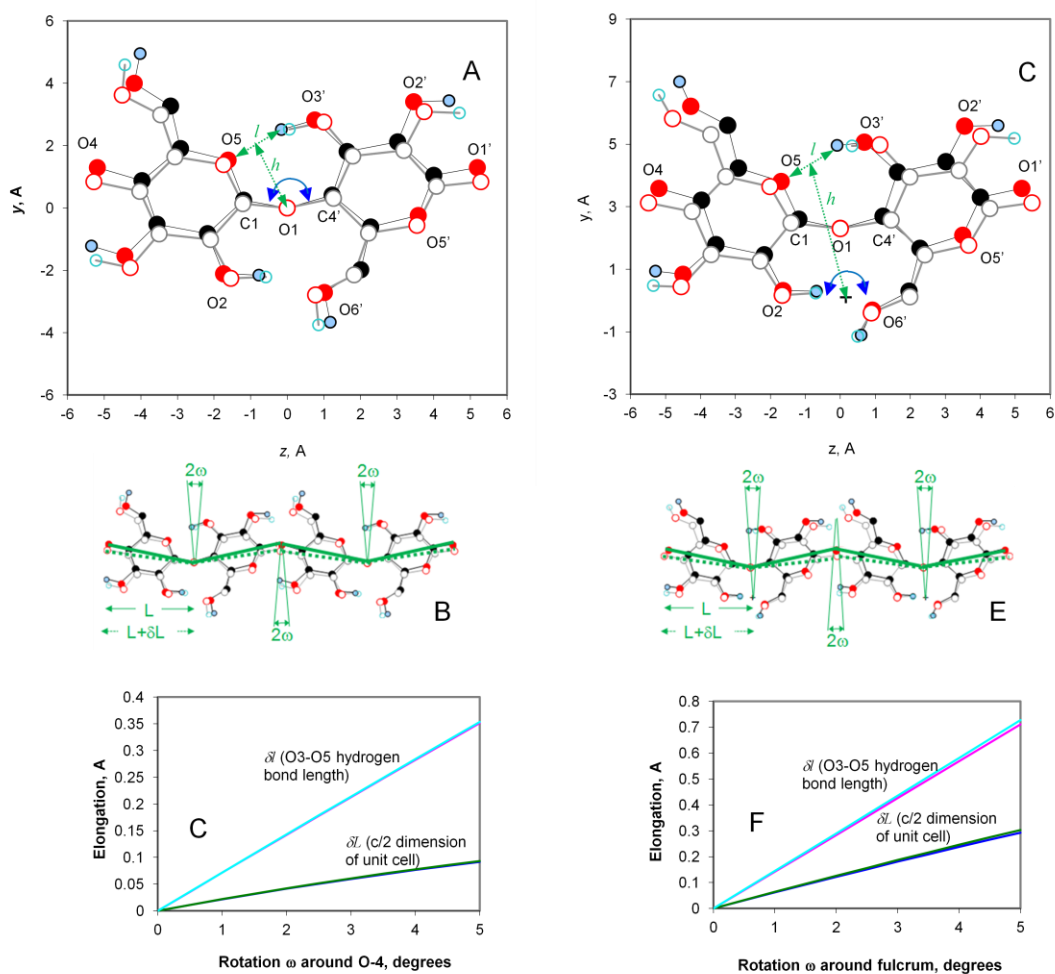 A
6
4
2
0
-2
-4
-6
y, A
-6 -5 -4 -3 -2 -1 0 1 2 3 4 5 6
z, A
O3'
O2'
O4
O5
l
O1'
h
C1
O1
C4'
O5'
O2
O6'
C
9
7
5
3
1
-1
-3
y, A
-6 -5 -4 -3 -2 -1 0 1 2 3 4 5 6
z, A
O2'
O3'
O4
O5
l
O1'
h
C1
O1
C4'
O5'
O2
O6'
2ω 2ω
L
L+δL
2ω
B
2ω 2ω
L
L+δL
2ω
E
0.4
0.35
0.3
0.25
0.2
0.15
0.1
0.05
0
Elongation, A
δl (O3-O5 hydrogen
bond length)
C
δL (c/2 dimension
of unit cell)
0 1 2 3 4 5
Rotation ω around O-4, degrees
0.8
0.7
0.6
0.5
0.4
0.3
0.2
0.1
0
Elongation, A
δl (O3-O5 hydrogen
bond length)
F
δL (c/2 dimension
of unit cell)
0 1 2 3 4 5
Rotation ω around fulcrum, degrees